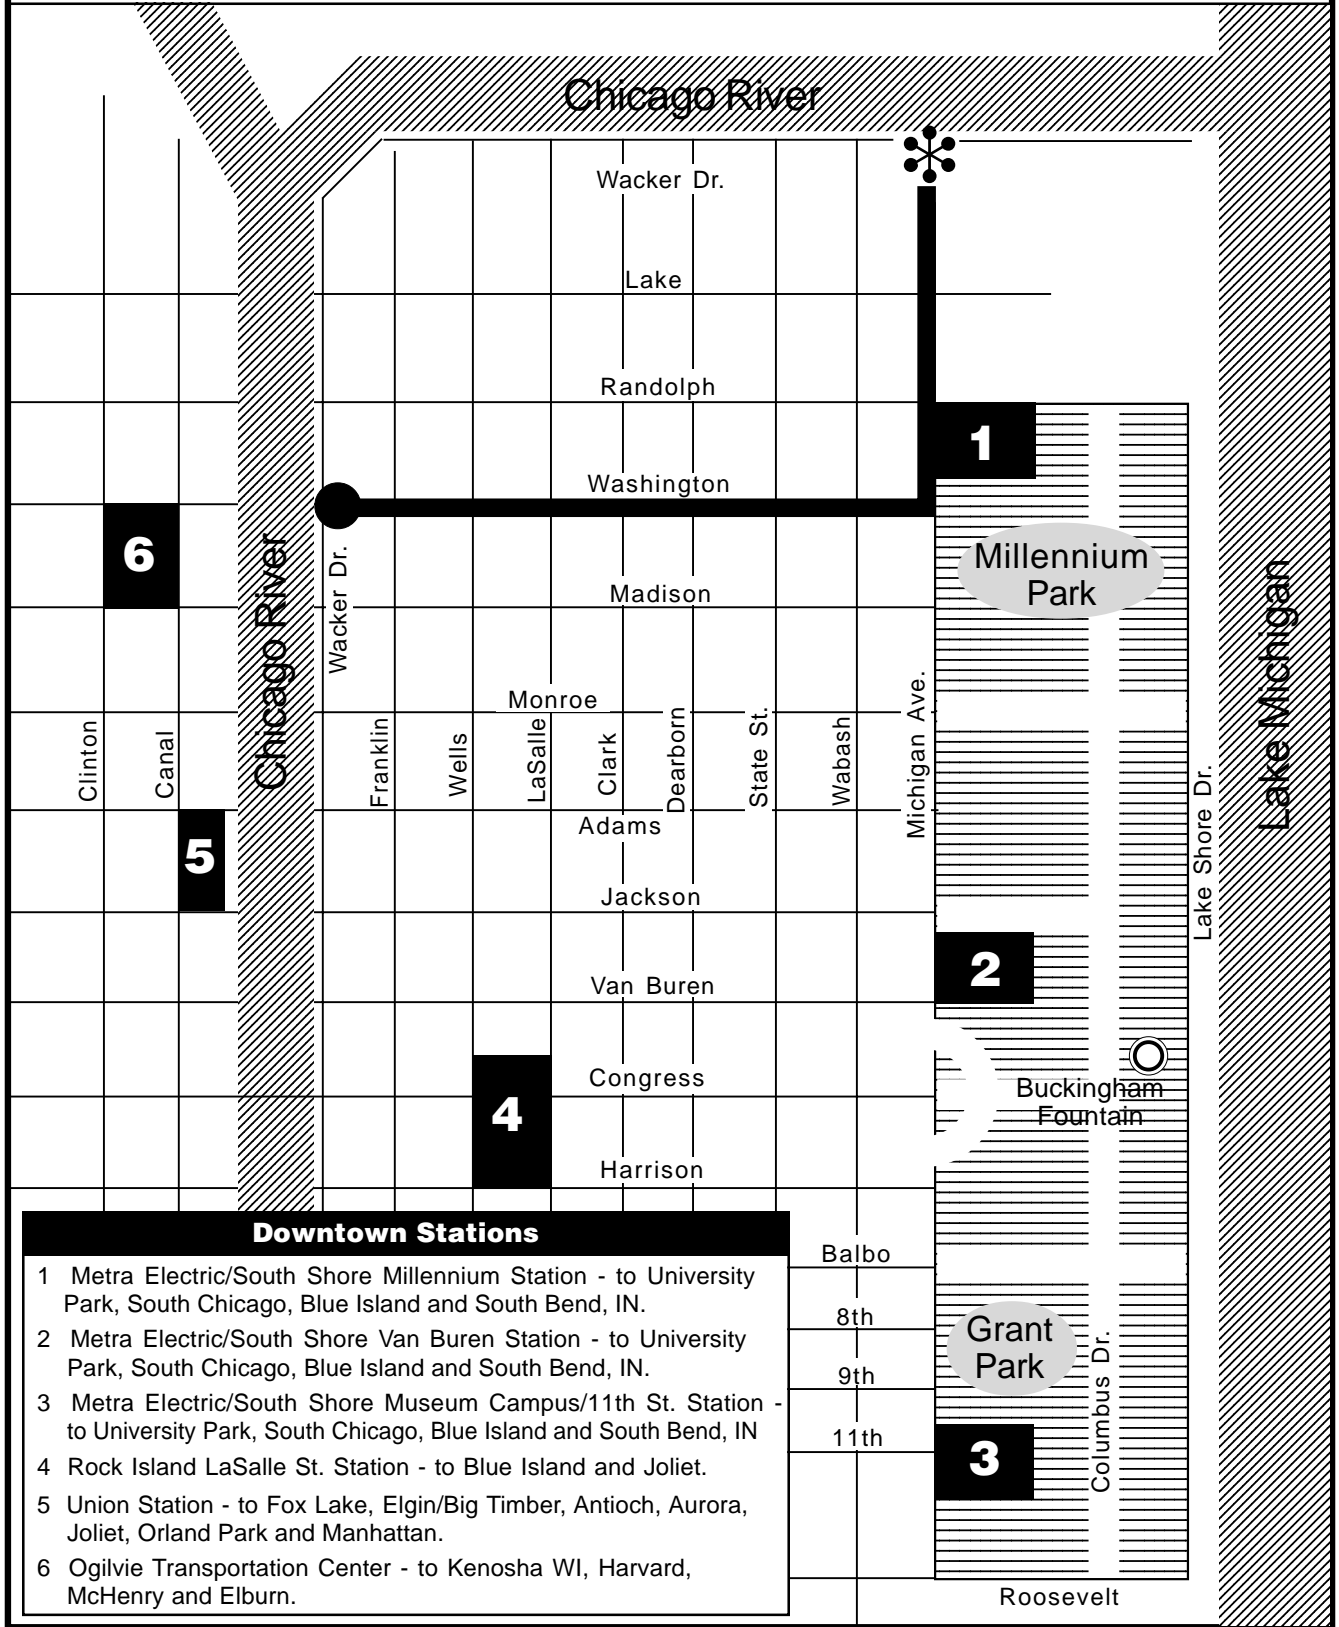 Chicago River
Wacker Dr.
Lake
Randolph
1
Washington
6
Chicago River
Wacker Dr.
Millennium
Park
Madison
Lake Michigan
Monroe
Clinton
Canal
Franklin
Wells
LaSalle
Clark
Dearborn
State St.
Wabash
Michigan Ave.
Lake Shore Dr.
Adams
5
Jackson
2
Van Buren
Congress
4
Buckingham
Fountain
Harrison
Balbo
8th
9th
11th
Grant
Park
Columbus Dr.
3
Roosevelt
Downtown Stations
1 Metra Electric/South Shore Millennium Station - to University
Park, South Chicago, Blue Island and South Bend, IN.
2 Metra Electric/South Shore Van Buren Station - to University
Park, South Chicago, Blue Island and South Bend, IN.
3 Metra Electric/South Shore Museum Campus/11th St. Station -
to University Park, South Chicago, Blue Island and South Bend, IN
4 Rock Island LaSalle St. Station - to Blue Island and Joliet.
5 Union Station - to Fox Lake, Elgin/Big Timber, Antioch, Aurora,
Joliet, Orland Park and Manhattan.
6 Ogilvie Transportation Center - to Kenosha WI, Harvard,
McHenry and Elburn.